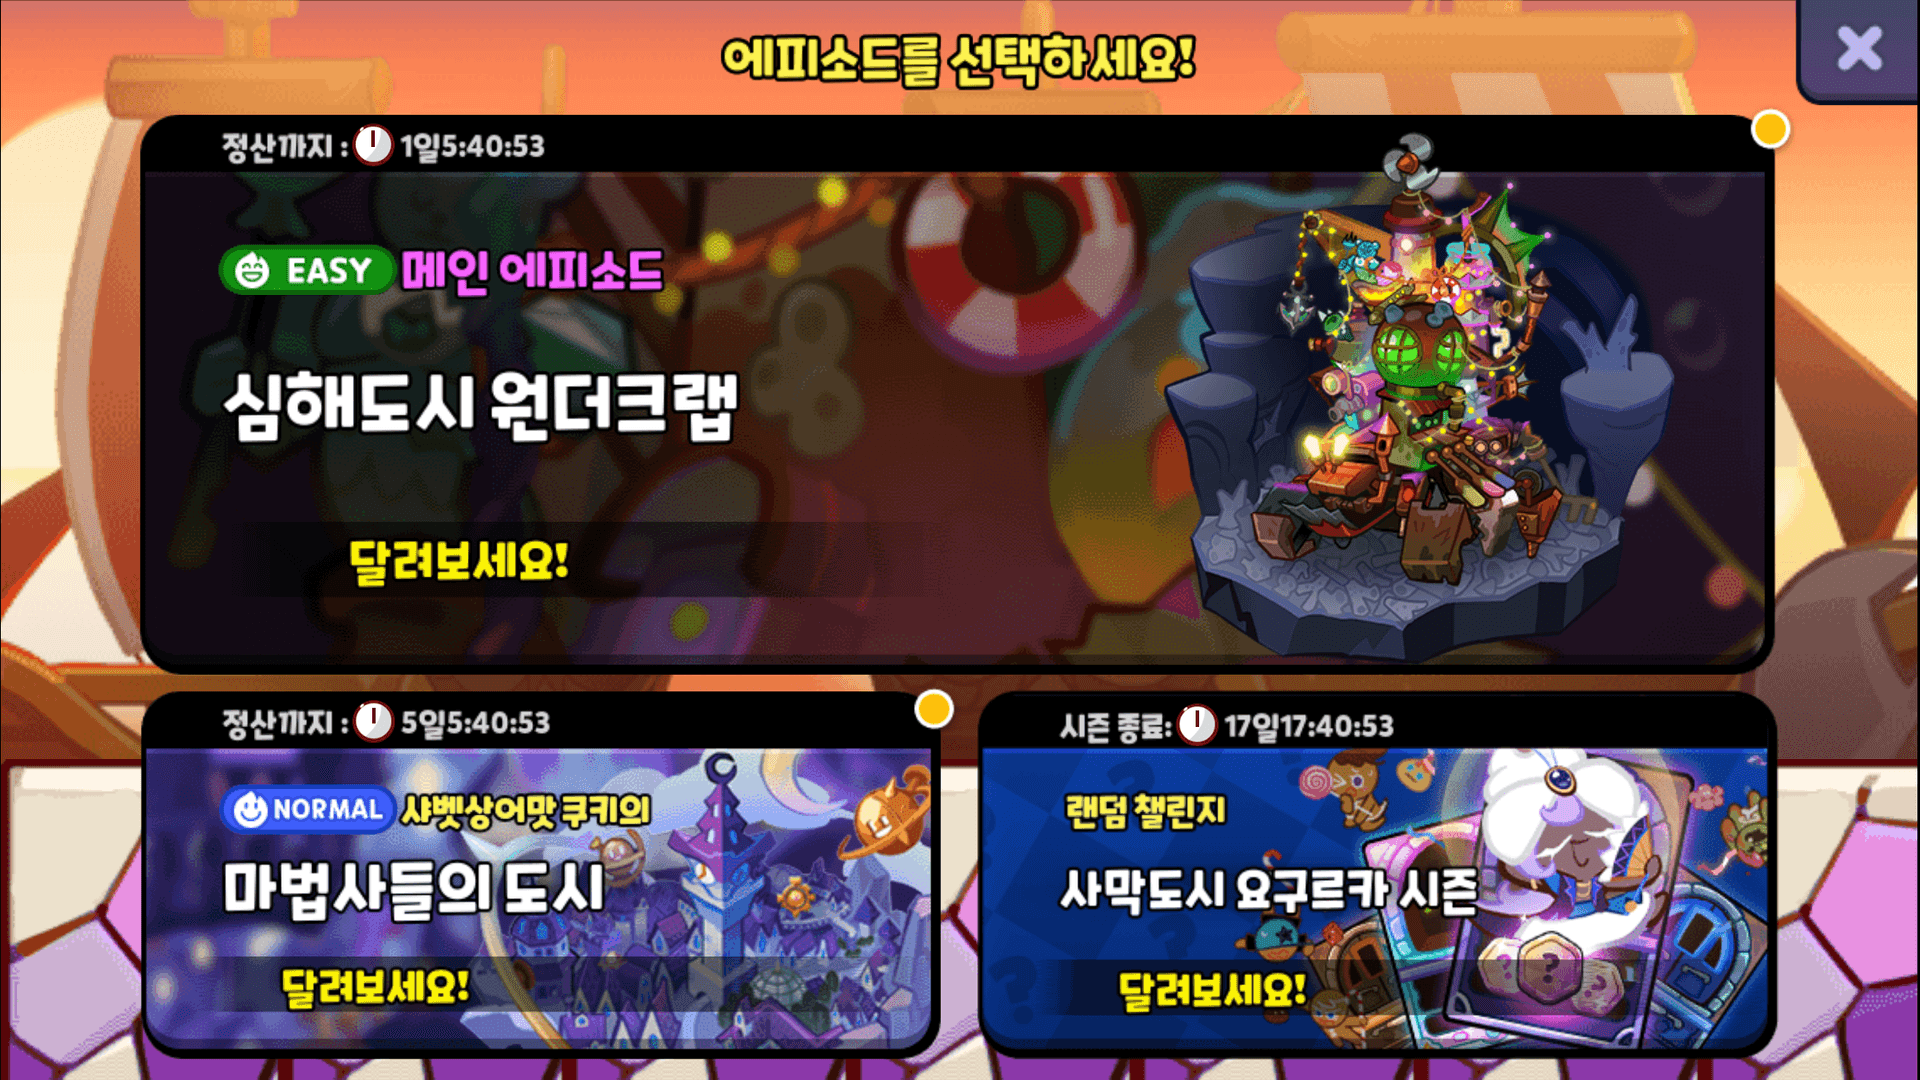 에피소드를 선택하세요!
정산까지 : 1일5:40:53
EASY 메인 에피소드
심해도시 원더크랩
달려보세요!
정산까지 : 5일5:40:53
NORMAL 샤벳상어맛 쿠키의
마법사들의 도시
달려보세요!
시즌 종료: 17일17:40:53
랜덤 챌린지
사막도시 요구르카 시즌
달려보세요!